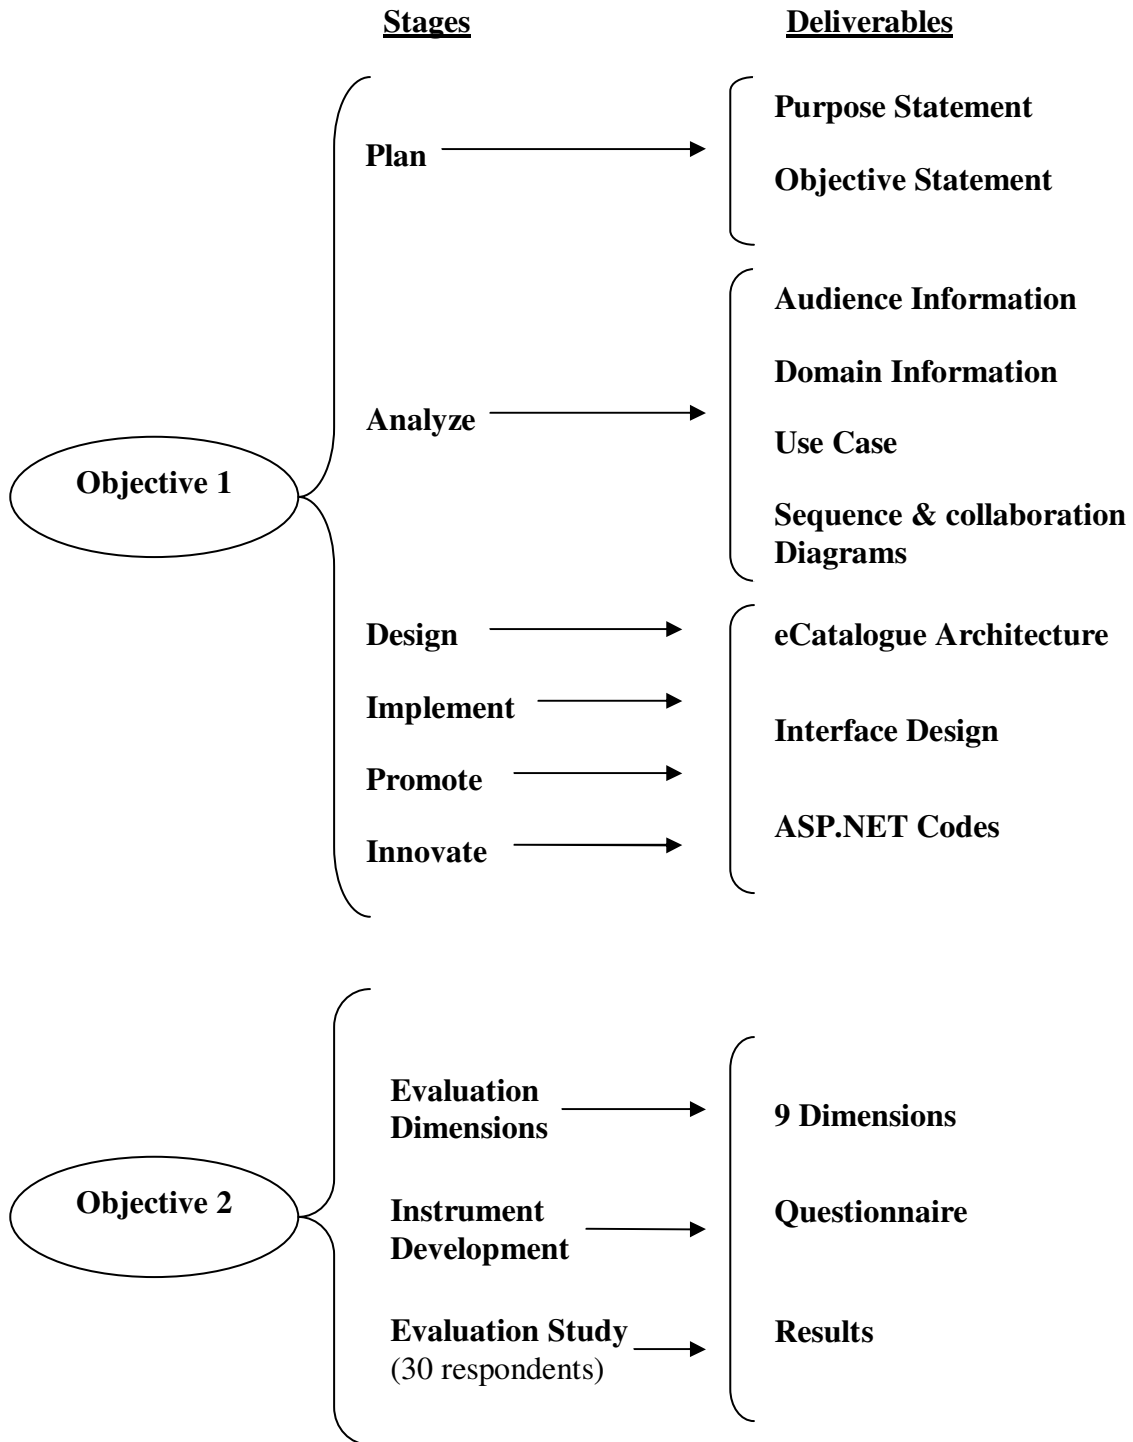 Stages
Deliverables
Plan
Purpose Statement
Objective Statement
Analyze
Audience Information
Domain Information
Use Case
Sequence & collaboration
Diagrams
Objective 1
Design
Implement
Promote
Innovate
eCatalogue Architecture
Interface Design
ASP.NET Codes
Objective 2
Evaluation
Dimensions
9 Dimensions
Instrument
Development
Questionnaire
Evaluation Study
(30 respondents)
Results